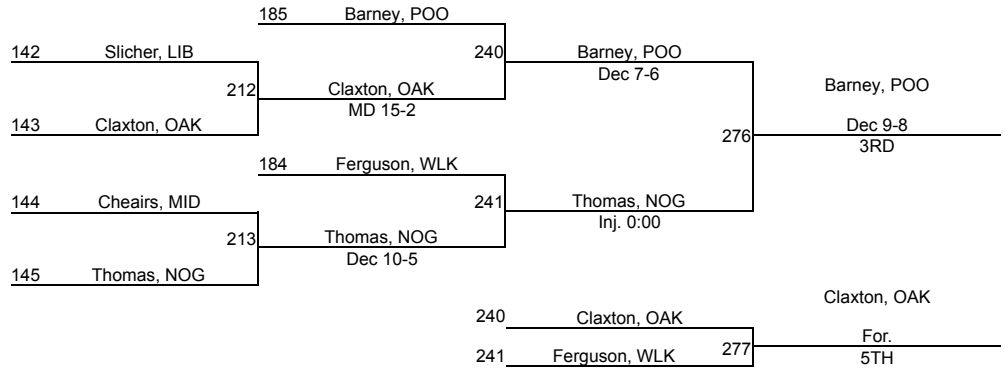 185 Barney, POO
142 Slicher, LIB
240 Barney, POO
Dec 7-6
212 Claxton, OAK
MD 15-2
Barney, POO
143 Claxton, OAK
276 Dec 9-8
3RD
184 Ferguson, WLK
144 Cheairs, MID
241 Thomas, NOG
Inj. 0:00
213 Thomas, NOG
Dec 10-5
145 Thomas, NOG
Claxton, OAK
240 Claxton, OAK
277 For.
5TH
241 Ferguson, WLK